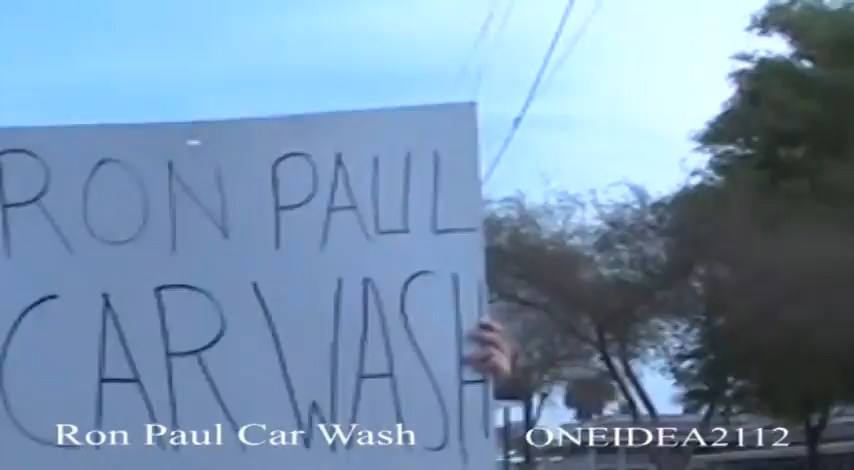 RON PAUL
CAR WASH
Ron Paul Car Wash
ONEIDEA2112